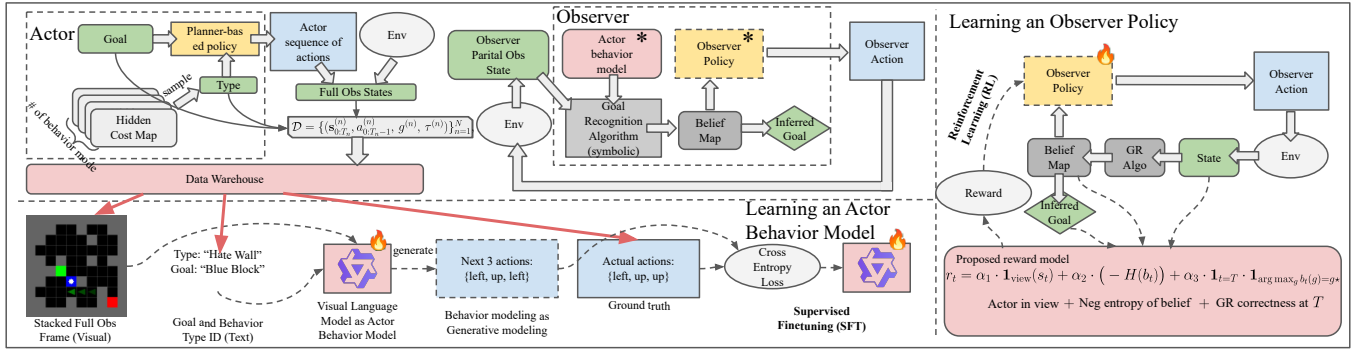 Actor
Goal
Planner-bas
ed policy
Actor
sequence of
actions
Env
sample
Type
Full Obs States
# of behavior mode
Hidden
Cost Map
D = {(s^{(n)}_{0:T_n}, a^{(n)}_{0:T_n−1}, g^{(n)}, τ^{(n)})}^N_{n=1}
Data Warehouse
Observer
Observer
Parital Obs
State
Actor
behavior
model
*
Observer
Policy
*
Observer
Action
Env
Goal
Recognition
Algorithm
(symbolic)
Belief
Map
Inferred
Goal
Learning an Actor
Behavior Model
Stacked Full Obs
Frame (Visual)
Type: “Hate Wall”
Goal: “Blue Block”
Goal and Behavior
Type ID (Text)
generate
Visual Language
Model as Actor
Behavior Model
Next 3 actions:
{left, up, left}
Behavior modeling as
Generative modeling
Actual actions:
{left, up, up}
Ground truth
Cross
Entropy
Loss
Supervised
Finetuning (SFT)
Learning an Observer Policy
Observer
Policy
Observer
Action
Reinforcement
Learning (RL)
Belief
Map
GR
Algo
State
Env
Reward
Inferred
Goal
Proposed reward model
r_t = α_1 · 1_{view}(s_t) + α_2 · (− H(b_t)) + α_3 · 1_{t=T} · 1_{arg max_g b_t(g)=g⋆}
Actor in view + Neg entropy of belief + GR correctness at T